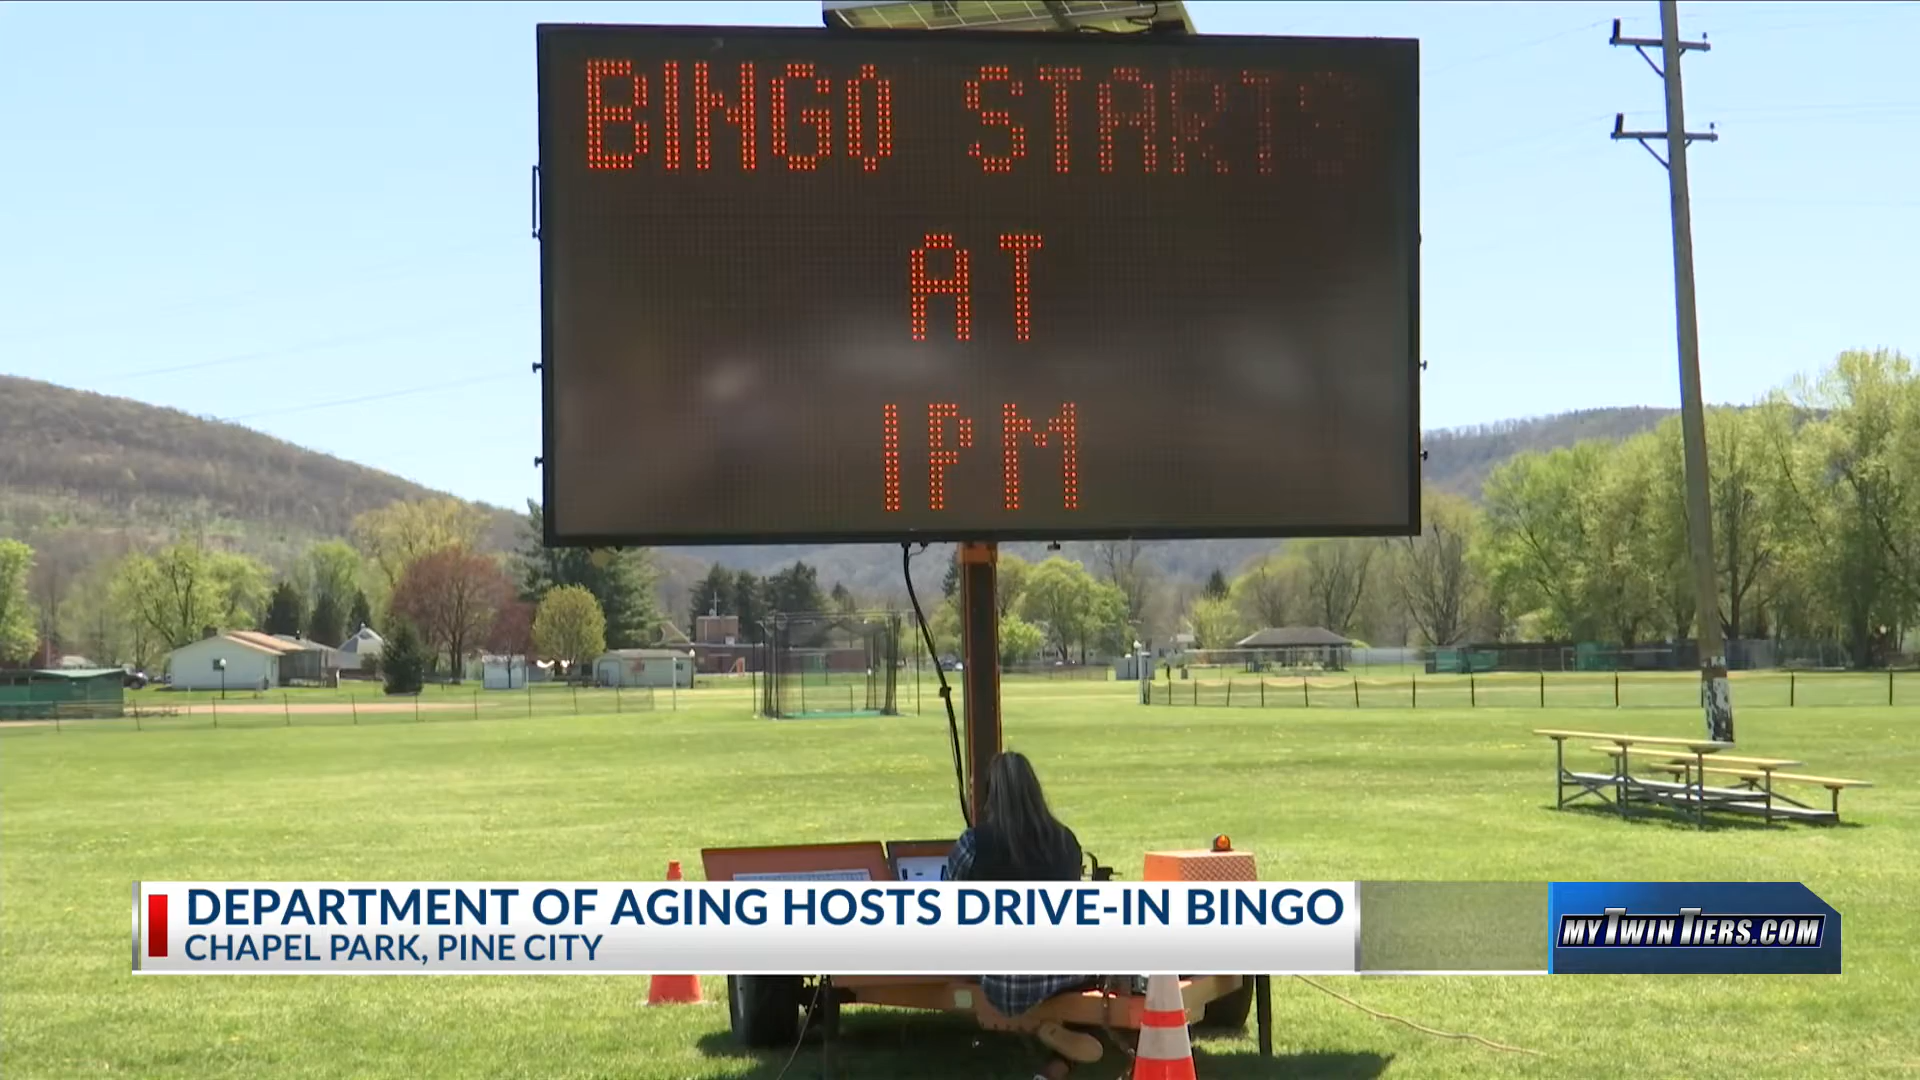 BINGO STARTS
AT
1PM
DEPARTMENT OF AGING HOSTS DRIVE-IN BINGO
CHAPEL PARK, PINE CITY
MYTWINTIERS.COM